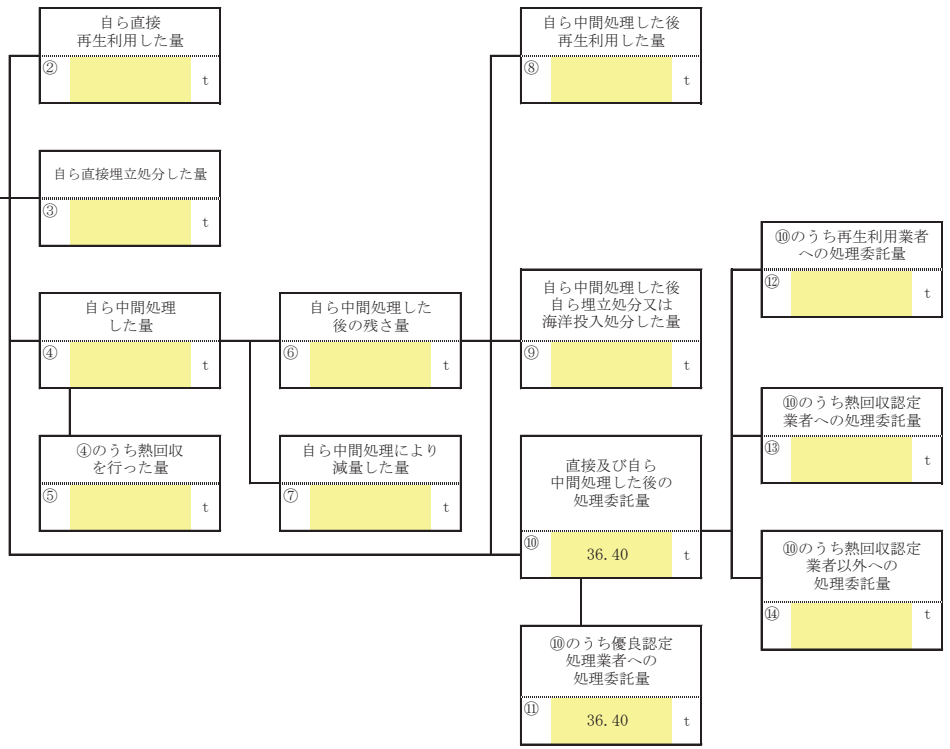 自ら直接
再生利用した量
② t
自ら中間処理した後
再生利用した量
⑧ t
自ら直接埋立処分した量
③ t
⑩のうち再生利用業者
への処理委託量
⑫ t
自ら中間処理
した量
④ t
自ら中間処理した
後の残さ量
⑥ t
自ら中間処理した後
自ら埋立処分又は
海洋投入処分した量
⑨ t
⑩のうち熱回収認定
業者への処理委託量
⑬ t
④のうち熱回収
を行った量
⑤ t
自ら中間処理により
減量した量
⑦ t
直接及び自ら
中間処理した後の
処理委託量
⑩ 36.40 t
⑩のうち熱回収認定
業者以外への
処理委託量
⑭ t
⑩のうち優良認定
処理業者への
処理委託量
⑪ 36.40 t